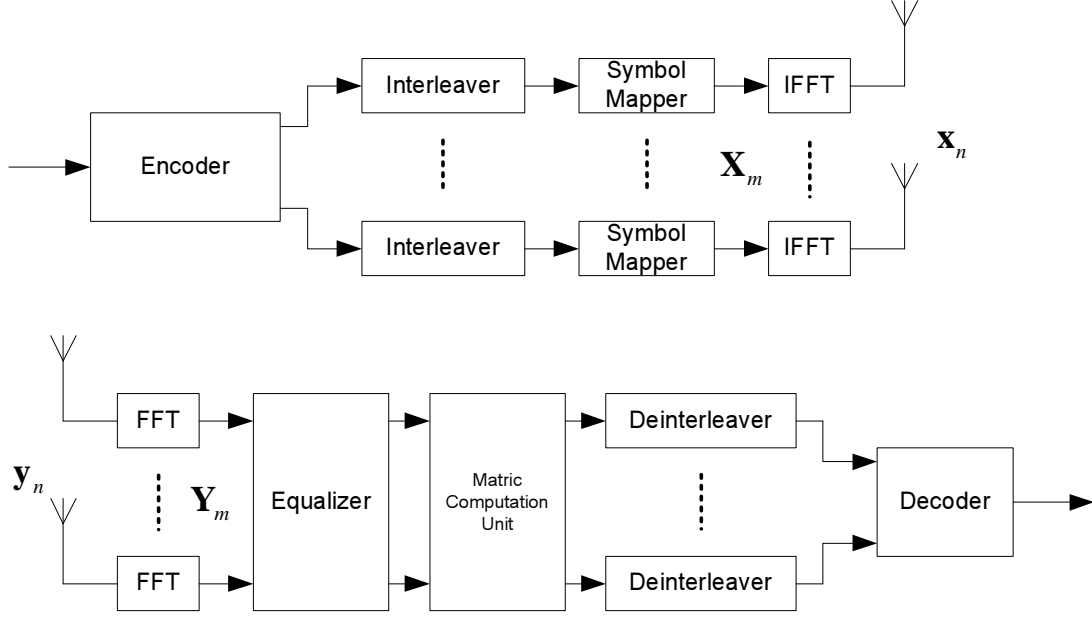 Interleaver
Symbol
Mapper
IFFT
Encoder
X_m
x_n
Interleaver
Symbol
Mapper
IFFT
FFT
Deinterleaver
y_n
Y_m
Equalizer
Matric
Computation
Unit
Decoder
FFT
Deinterleaver